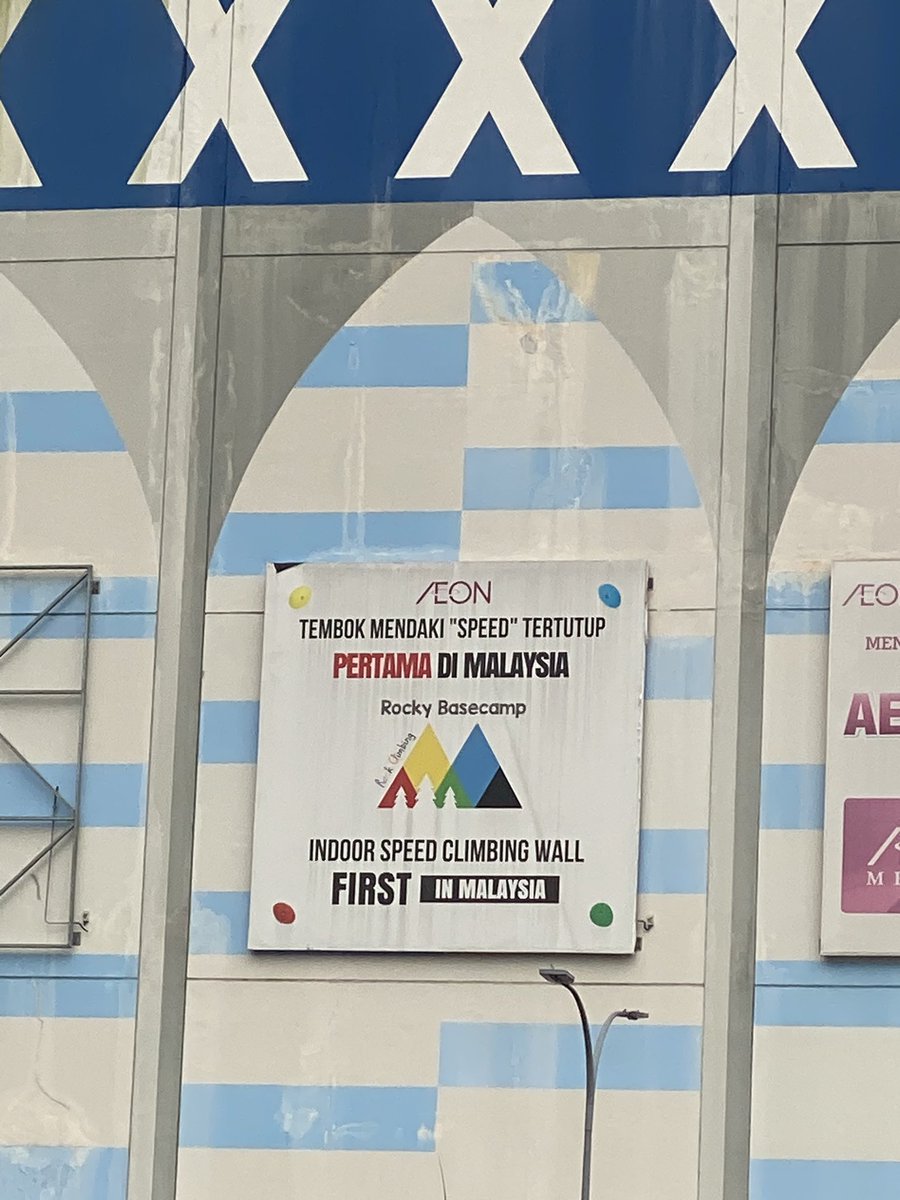 ÆON
TEMBOK MENDAKI "SPEED" TERTUTUP
PERTAMA DI MALAYSIA
Rocky Basecamp
Rock Climbing
INDOOR SPEED CLIMBING WALL
FIRST IN MALAYSIA